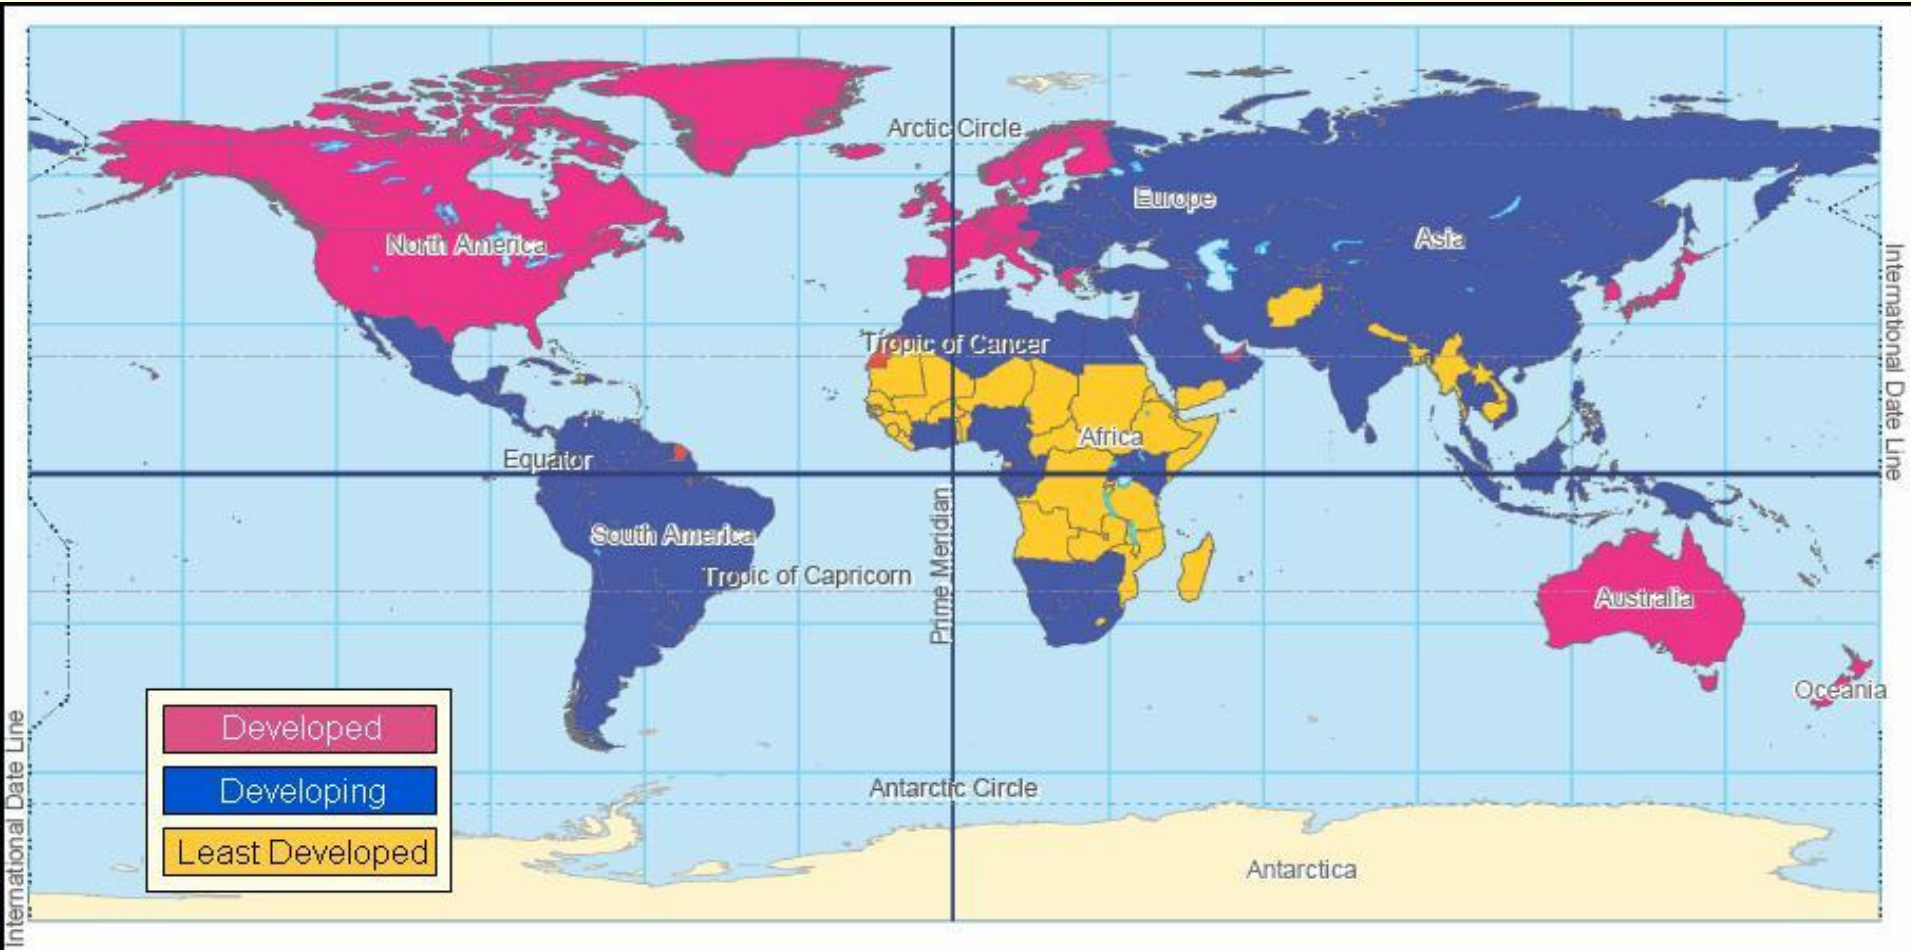 Arctic Circle
Europe
Asia
North America
International Date Line
Tropic of Cancer
Africa
Equator
South America
Prime Meridian
Tropic of Capricorn
Australia
Oceania
Developed
Developing
Least Developed
International Date Line
Antarctic Circle
Antarctica